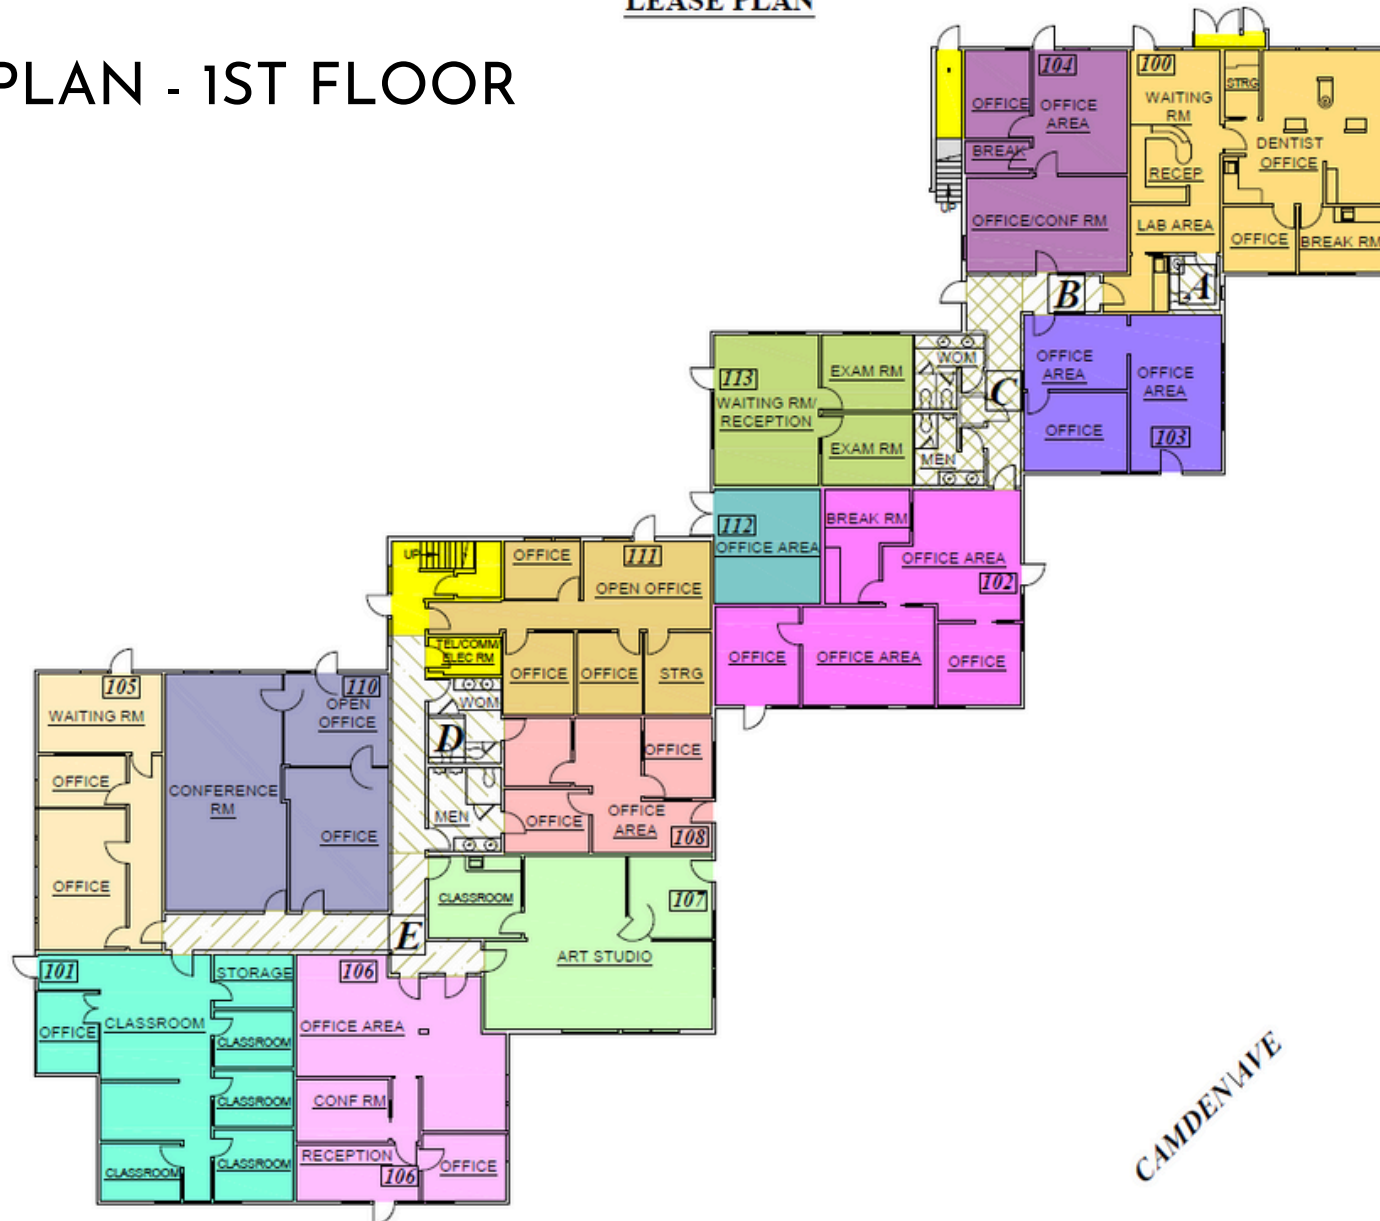 LEASE PLAN
PLAN - 1ST FLOOR
104
OFFICE
OFFICE
AREA
BREAK
OFFICE/CONF RM
UP
100
WAITING
RM
RECEP
LAB AREA
STRG
DENTIST
OFFICE
OFFICE
BREAK RM
A
B
C
OFFICE
AREA
OFFICE
AREA
OFFICE
103
113
WAITING RM/
RECEPTION
EXAM RM
EXAM RM
WOM
MEN
112
OFFICE AREA
BREAK RM
OFFICE AREA
102
OFFICE
OFFICE AREA
OFFICE
UP
OFFICE
111
OPEN OFFICE
TEL/COMM/
ELEC RM
OFFICE
OFFICE
STRG
WOM
D
MEN
OFFICE
OFFICE
OFFICE
AREA
108
105
WAITING RM
OFFICE
OFFICE
110
OPEN
OFFICE
CONFERENCE
RM
OFFICE
CLASSROOM
107
ART STUDIO
E
101
OFFICE
CLASSROOM
STORAGE
CLASSROOM
CLASSROOM
CLASSROOM
CLASSROOM
106
OFFICE AREA
CONF RM
RECEPTION
106
OFFICE
CAMDEN\AVE